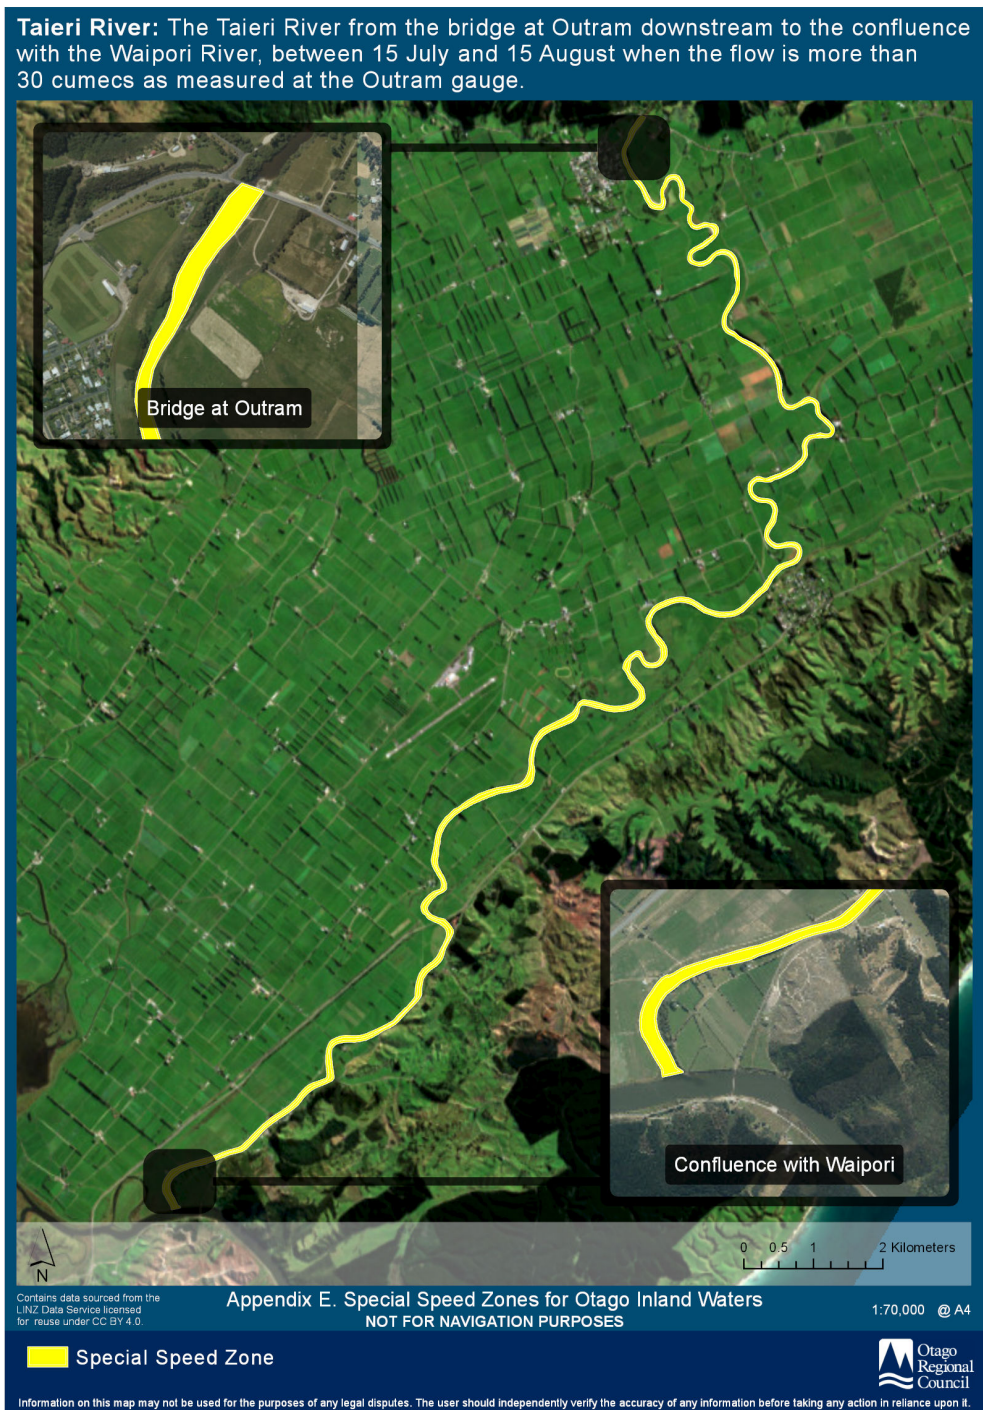 Taieri River: The Taieri River from the bridge at Outram downstream to the confluence
with the Waipori River, between 15 July and 15 August when the flow is more than
30 cumecs as measured at the Outram gauge.
Bridge at Outram
Confluence with Waipori
N
0 0.5 1 2 Kilometers
Contains data sourced from the
LINZ Data Service licensed
for reuse under CC BY 4.0.
Appendix E. Special Speed Zones for Otago Inland Waters
NOT FOR NAVIGATION PURPOSES
1:70,000 @ A4
Special Speed Zone
Otago
Regional
Council
Information on this map may not be used for the purposes of any legal disputes. The user should independently verify the accuracy of any information before taking any action in reliance upon it.